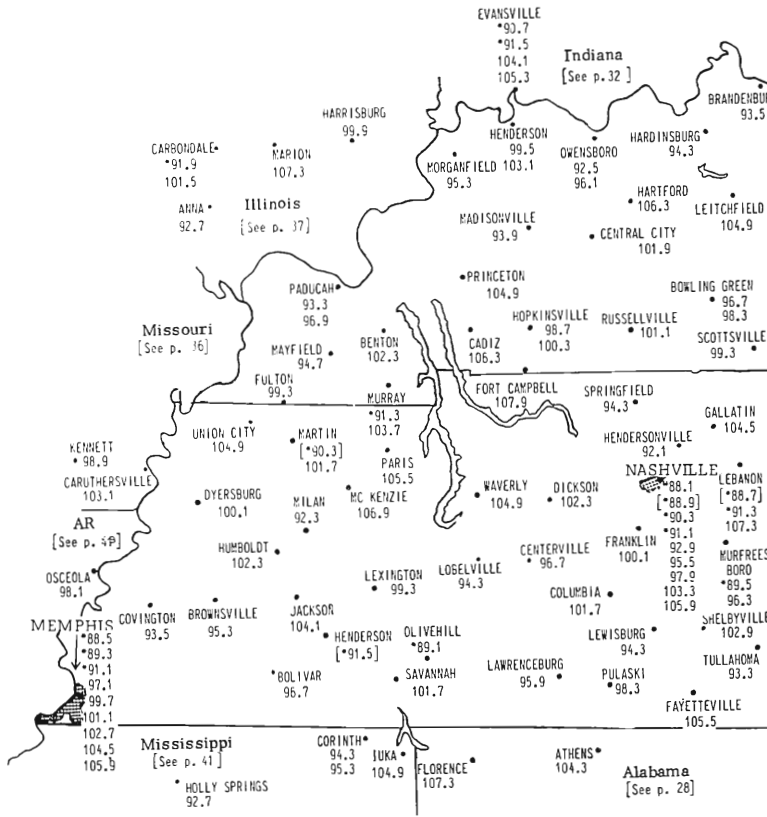 EVANSVILLE
*90.7
*91.5
104.1
105.3
Indiana
[See p.32 ]
BRANDENBUR
93.5
HARRISBURG
99.9
CARBONDALE
*91.9
101.5
MARION
107.3
HENDERSON
99.5
103.1
OWENSBORO
92.5
96.1
HARDINSBURG
94.3
MORGANFIELD
95.3
ANNA
92.7
Illinois
[See p. 37]
HARTFORD
106.3
LEITCHFIELD
104.9
MADISONVILLE
93.9
CENTRAL CITY
101.9
PRINCETON
104.9
PADUCAH
93.3
96.9
BOWLING GREEN
96.7
98.3
Missouri
[See p. 36]
BENTON
102.3
CADIZ
106.3
HOPKINSVILLE
98.7
100.3
RUSSELLVILLE
101.1
SCOTTSVILLE
99.3
MAYFIELD
94.7
FULTON
99.3
MURRAY
*91.3
103.7
FORT CAMPBELL
107.9
SPRINGFIELD
94.3
GALLATIN
104.5
UNION CITY
104.9
MARTIN
[*90.3]
101.7
HENDERSONVILLE
92.1
KENNETT
98.9
CARUTHERSVILLE
103.1
PARIS
105.5
NASHVILLE
*88.1
[*88.9]
*90.3
*91.1
92.9
95.5
97.9
103.3
105.9
LEBANON
[*88.7]
*91.3
107.3
DYERSBURG
100.1
MILAN
92.3
MC KENZIE
106.9
WAVERLY
104.9
DICKSON
102.3
AR
[See p. 49]
HUMBOLDT
102.3
FRANKLIN
100.1
MURFREES
BORO
*89.5
96.3
OSCEOLA
98.1
LEXINGTON
99.3
LOBELVILLE
94.3
CENTERVILLE
96.7
COLUMBIA
101.7
MEMPHIS
*88.5
*89.3
*91.1
97.1
99.7
101.1
102.7
104.5
105.9
COVINGTON
93.5
BROWNSVILLE
95.3
JACKSON
104.1
HENDERSON
[*91.5]
OLIVEHILL
*89.1
LEWISBURG
94.3
SHELBYVILLE
102.9
BOLIVAR
96.7
SAVANNAH
101.7
LAWRENCEBURG
95.9
PULASKI
98.3
TULLAHOMA
93.3
FAYETTEVILLE
105.5
Mississippi
[See p. 41 ]
CORINTH
94.3
95.3
IUKA
104.9
FLORENCE
107.3
ATHENS
104.3
Alabama
[See p. 28]
HOLLY SPRINGS
92.7